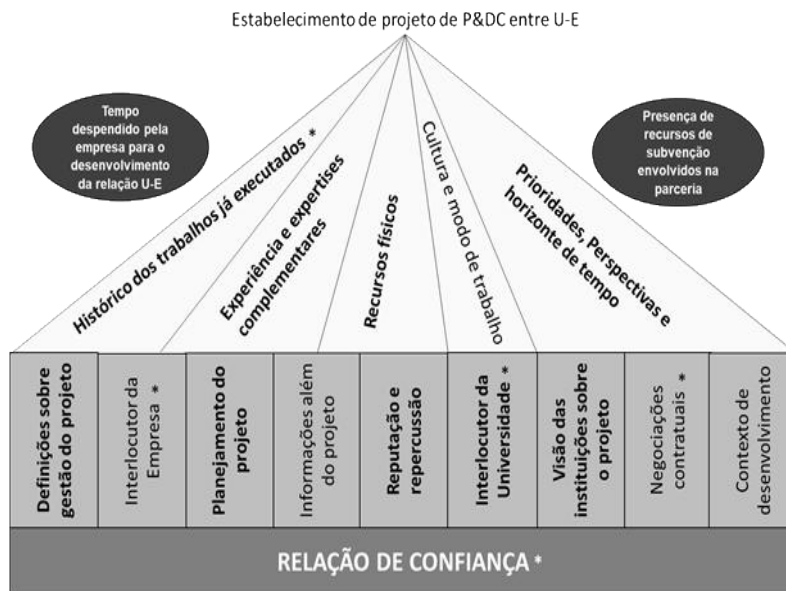 Estabelecimento de projeto de P&DC entre U-E
Tempo
despendido pela
empresa para o
desenvolvimento
da relação U-E
Presença de
recursos de
subvenção
envolvidos na
parceria
Histórico dos trabalhos já executados *
Experiência e expertises
complementares
Recursos físicos
Cultura e modo de trabalho
Prioridades, Perspectivas e
horizonte de tempo
Definições sobre
gestão do projeto
Interlocutor da
Empresa *
Planejamento do
projeto
Informações além
do projeto
Reputação e
repercussão
Interlocutor da
Universidade *
Visão das
instituições sobre
o projeto
Negociações
contratuais *
Contexto de
desenvolvimento
RELAÇÃO DE CONFIANÇA *